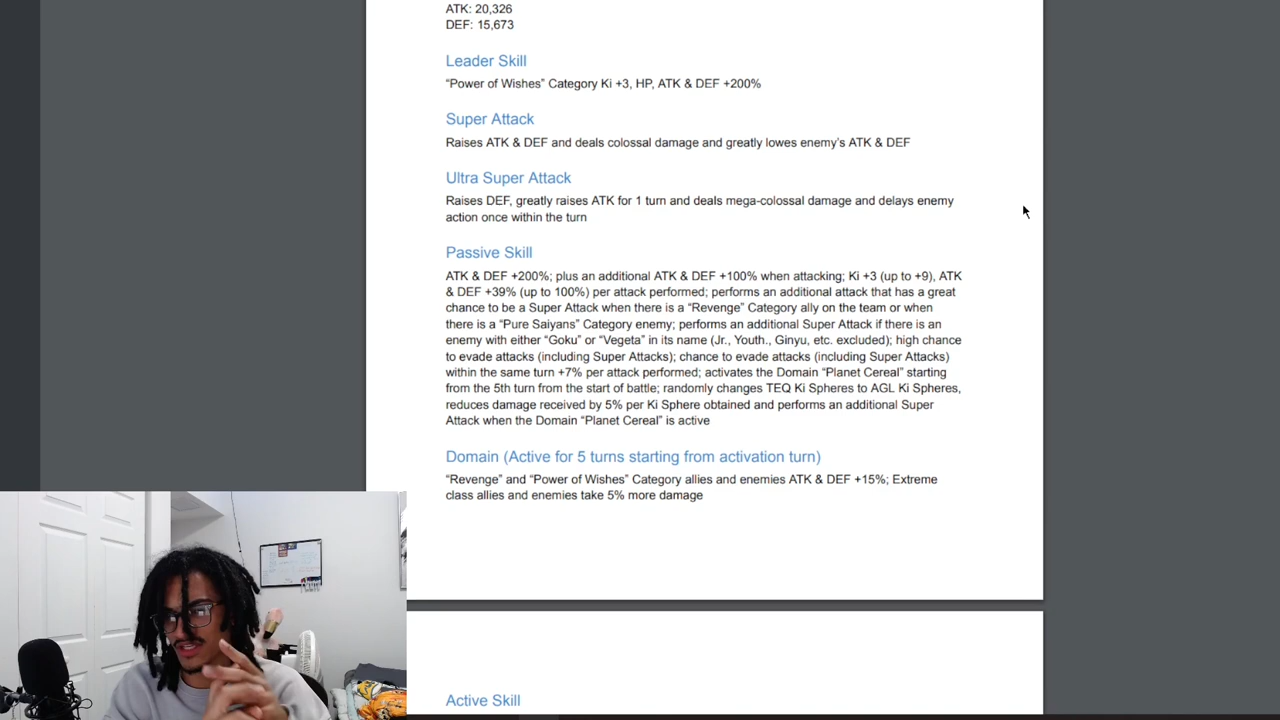 ATK: 20,326
DEF: 15,673
Leader Skill
“Power of Wishes” Category Ki +3, HP, ATK & DEF +200%
Super Attack
Raises ATK & DEF and deals colossal damage and greatly lowes enemy’s ATK & DEF
Ultra Super Attack
Raises DEF, greatly raises ATK for 1 turn and deals mega-colossal damage and delays enemy
action once within the turn
Passive Skill
ATK & DEF +200%; plus an additional ATK & DEF +100% when attacking; Ki +3 (up to +9), ATK
& DEF +39% (up to 100%) per attack performed; performs an additional attack that has a great
chance to be a Super Attack when there is a “Revenge” Category ally on the team or when
there is a “Pure Saiyans” Category enemy; performs an additional Super Attack if there is an
enemy with either “Goku” or “Vegeta” in its name (Jr., Youth., Ginyu, etc. excluded); high chance
to evade attacks (including Super Attacks); chance to evade attacks (including Super Attacks)
within the same turn +7% per attack performed; activates the Domain “Planet Cereal” starting
from the 5th turn from the start of battle; randomly changes TEQ Ki Spheres to AGL Ki Spheres,
reduces damage received by 5% per Ki Sphere obtained and performs an additional Super
Attack when the Domain “Planet Cereal” is active
Domain (Active for 5 turns starting from activation turn)
“Revenge” and “Power of Wishes” Category allies and enemies ATK & DEF +15%; Extreme
class allies and enemies take 5% more damage
Active Skill